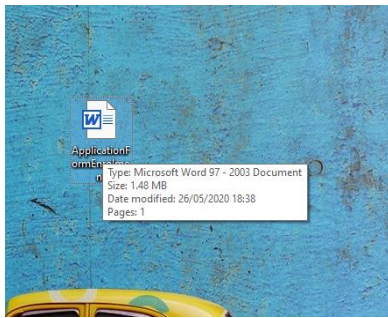 W
ApplicationF
ormEnrolmen
Type: Microsoft Word 97 - 2003 Document
Size: 1.48 MB
Date modified: 26/05/2020 18:38
Pages: 1